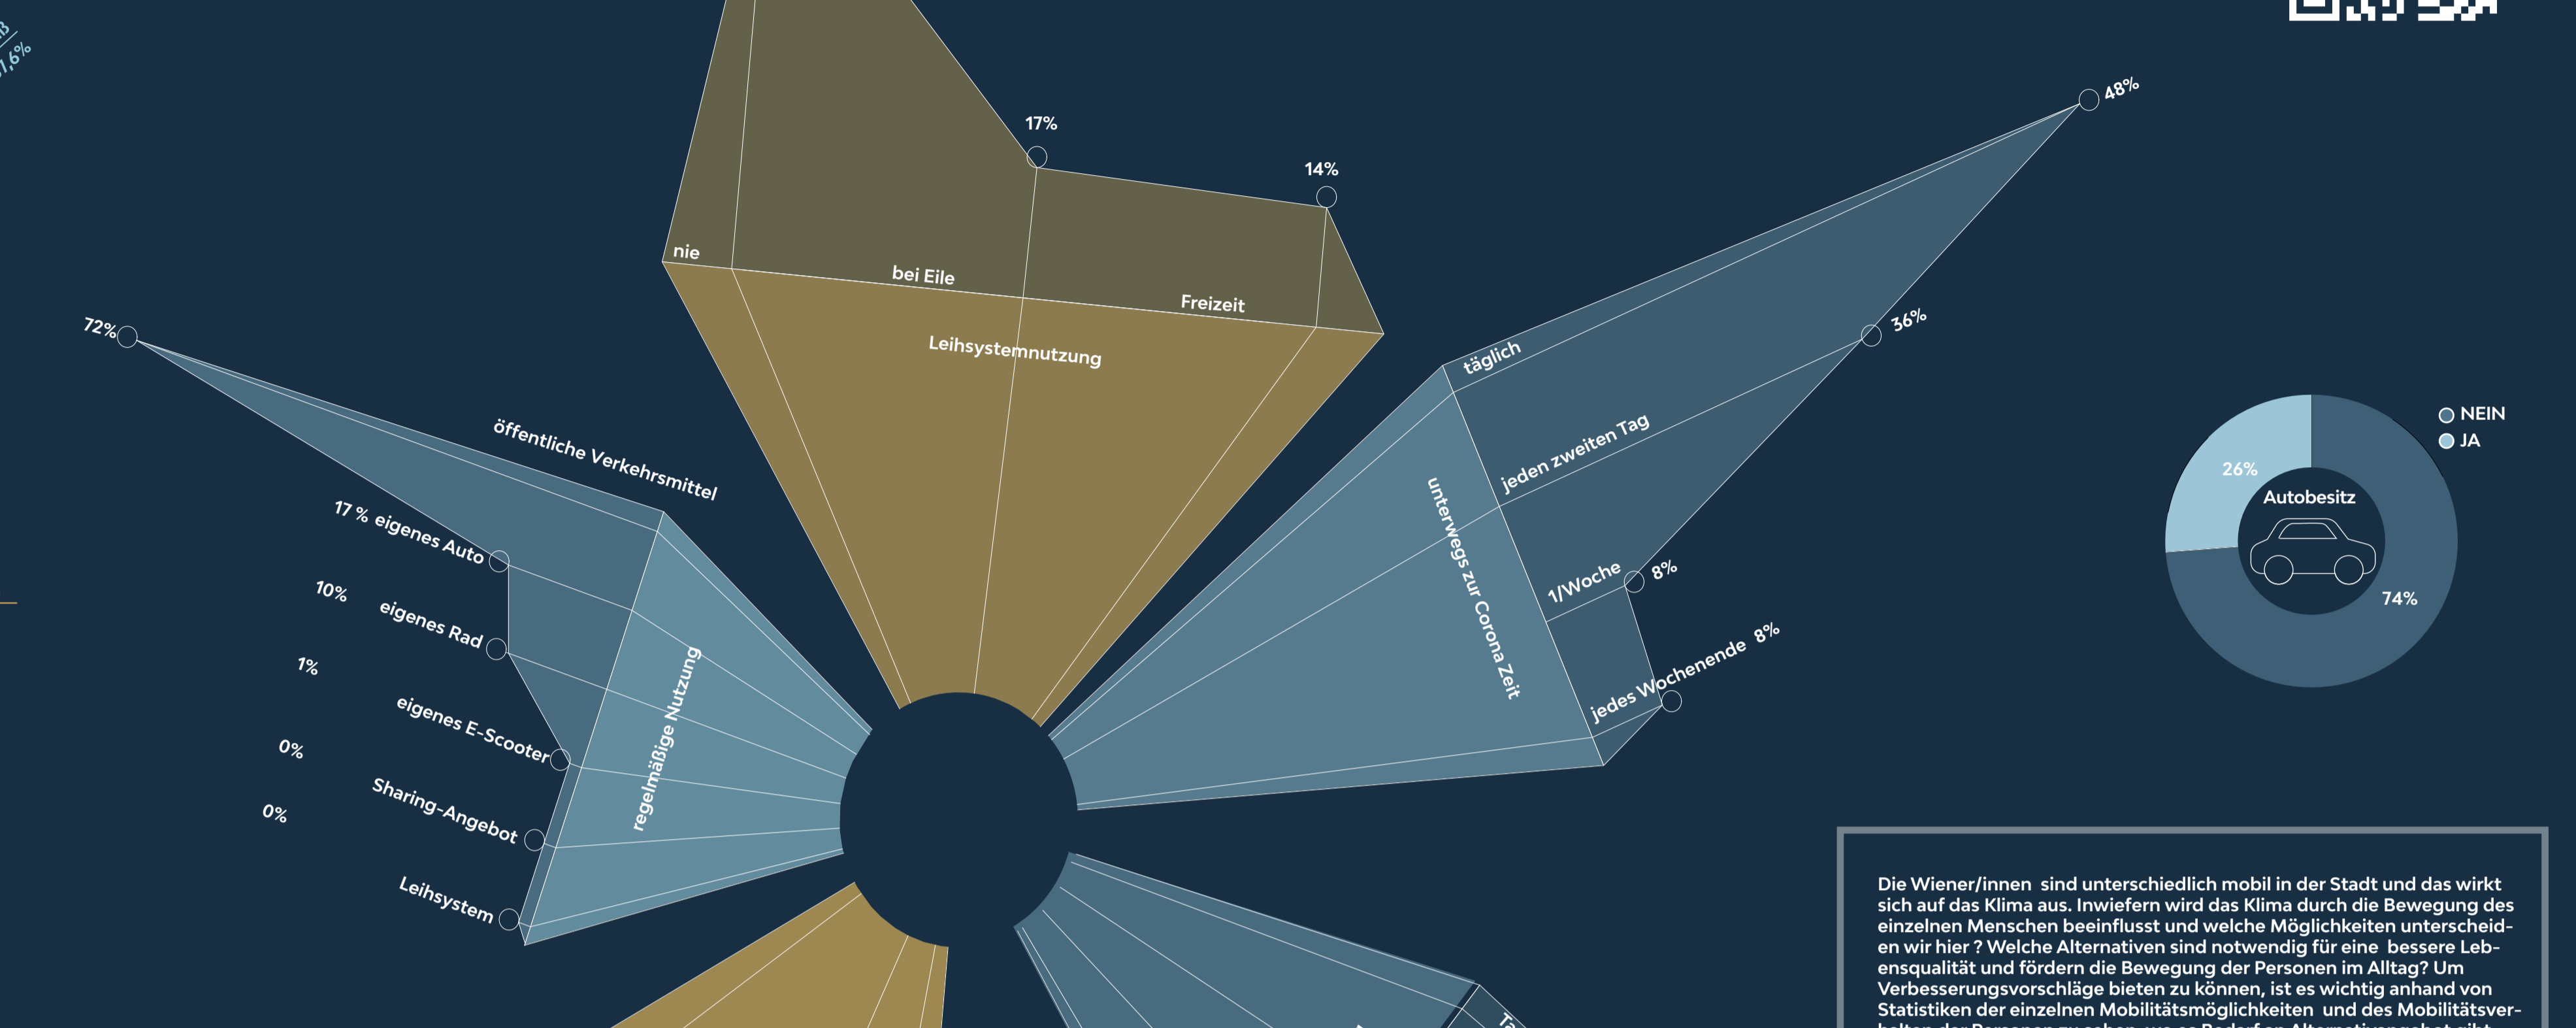 1,6%
17%
14%
nie
bei Eile
Freizeit
Leihsystemnutzung
48%
36%
täglich
jeden zweiten Tag
1/Woche 8%
jedes Wochenende 8%
unterwegs zur Corona Zeit
72%
öffentliche Verkehrsmittel
17 % eigenes Auto
10% eigenes Rad
1% eigenes E-Scooter
0% Sharing-Angebot
0% Leihsystem
regelmäßige Nutzung
NEIN
JA
26%
Autobesitz
74%
Die Wiener/innen sind unterschiedlich mobil in der Stadt und das wirkt
sich auf das Klima aus. Inwiefern wird das Klima durch die Bewegung des
einzelnen Menschen beeinflusst und welche Möglichkeiten unterscheid-
en wir hier ? Welche Alternativen sind notwendig für eine bessere Leb-
ensqualität und fördern die Bewegung der Personen im Alltag? Um
Verbesserungsvorschläge bieten zu können, ist es wichtig anhand von
Statistiken der einzelnen Mobilitätsmöglichkeiten und des Mobilitätsver-